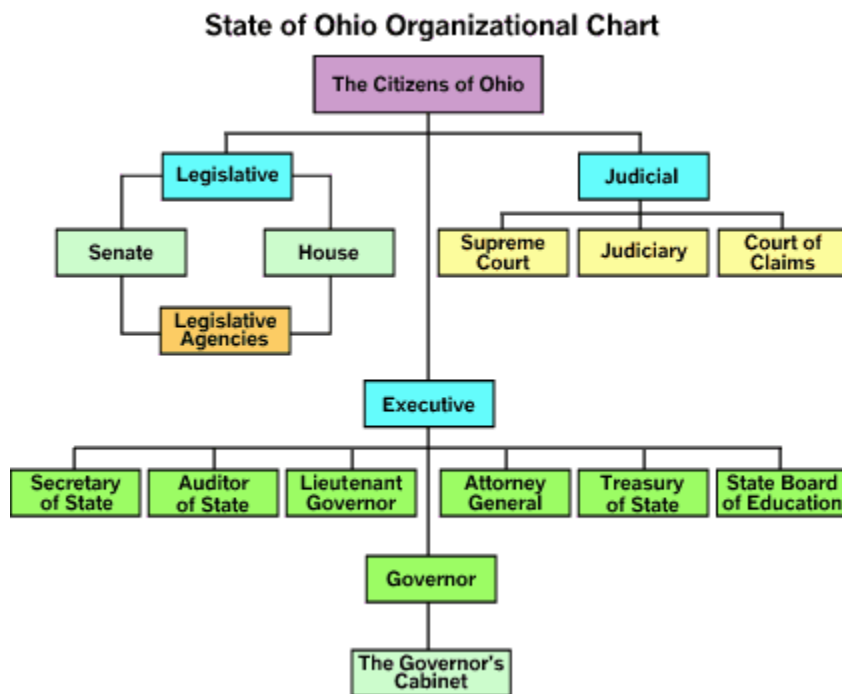 State of Ohio Organizational Chart
The Citizens of Ohio
Legislative
Judicial
Senate
House
Supreme
Court
Judiciary
Court of
Claims
Legislative
Agencies
Executive
Secretary
of State
Auditor
of State
Lieutenant
Governor
Attorney
General
Treasury
of State
State Board
of Education
Governor
The Governor's
Cabinet